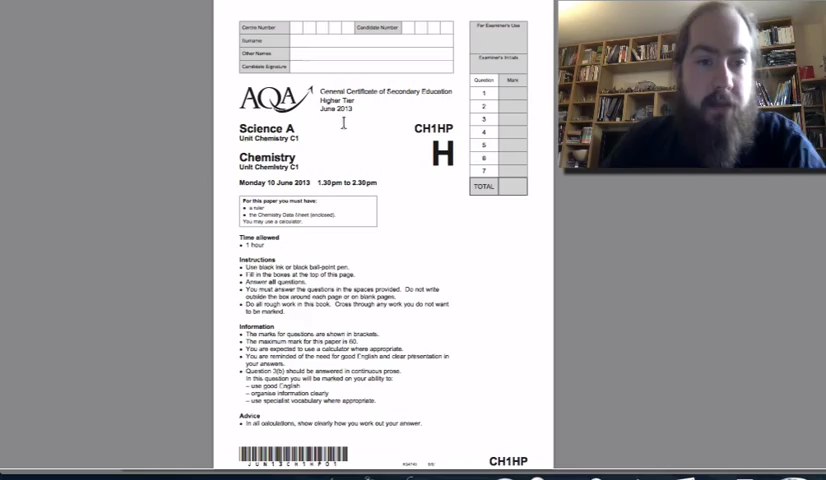 Centre Number
Candidate Number
Surname
Other Names
Candidate Signature
For Examiner's Use
Examiner's Initials
Question Mark
1
2
3
4
5
6
7
TOTAL
AQA
General Certificate of Secondary Education
Higher Tier
June 2013
Science A
Unit Chemistry C1
Chemistry
Unit Chemistry C1
CH1HP
H
Monday 10 June 2013 1.30 pm to 2.30 pm
For this paper you must have:
• a ruler
• the Chemistry Data Sheet (enclosed).
You may use a calculator.
Time allowed
• 1 hour
Instructions
• Use black ink or black ball-point pen.
• Fill in the boxes at the top of this page.
• Answer all questions.
• You must answer the questions in the spaces provided. Do not write
outside the box around each page or on blank pages.
• Do all rough work in this book. Cross through any work you do not want
to be marked.
Information
• The marks for questions are shown in brackets.
• The maximum mark for this paper is 60.
• You are expected to use a calculator where appropriate.
• You are reminded of the need for good English and clear presentation in
your answers.
• Question 3(b) should be answered in continuous prose.
In this question you will be marked on your ability to:
– use good English
– organise information clearly
– use specialist vocabulary where appropriate.
Advice
• In all calculations, show clearly how you work out your answer.
JUN13CH1HP01
CH1HP